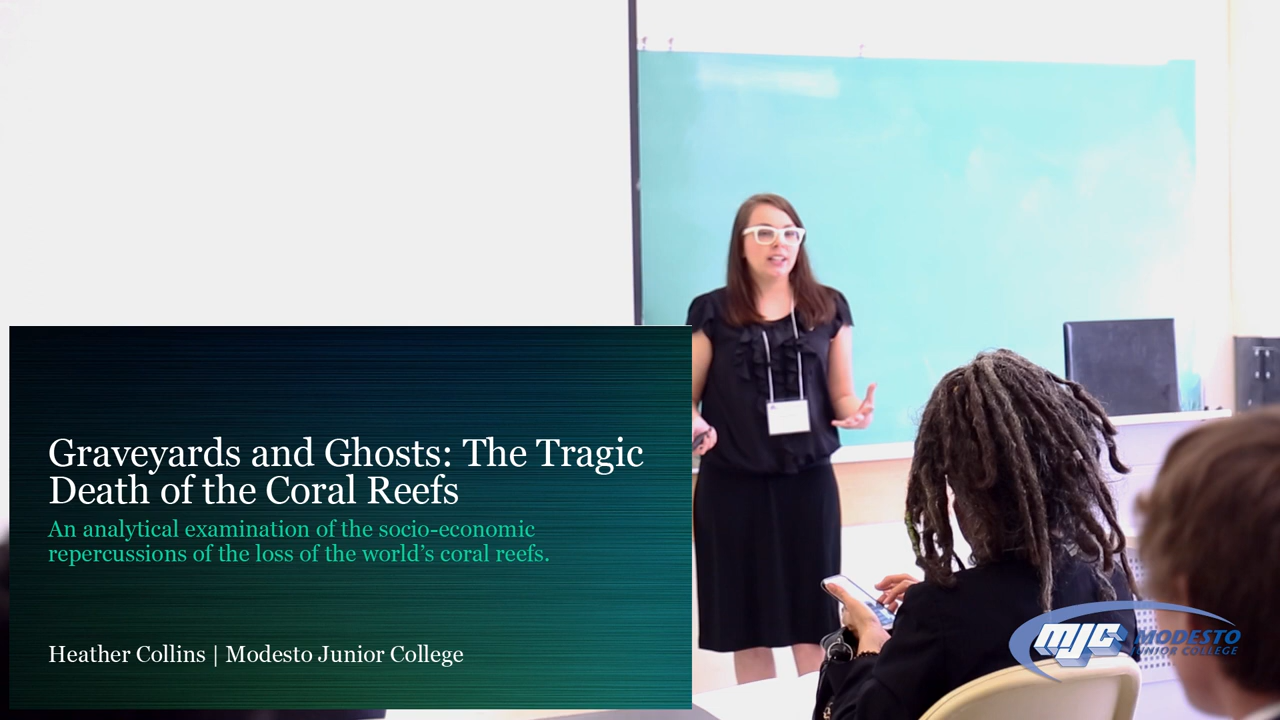 Graveyards and Ghosts: The Tragic
Death of the Coral Reefs
An analytical examination of the socio-economic
repercussions of the loss of the world’s coral reefs.
Heather Collins | Modesto Junior College
MJC
MODESTO
JUNIOR COLLEGE